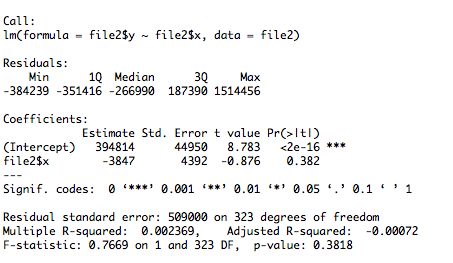 Call:
lm(formula = file2$y ~ file2$x, data = file2)
Residuals:
Min 1Q Median 3Q Max
-384239 -351416 -266990 187390 1514456
Coefficients:
Estimate Std. Error t value Pr(>|t|)
(Intercept) 394814 44950 8.783 <2e-16 ***
file2$x -3847 4392 -0.876 0.382
---
Signif. codes: 0 ‘***’ 0.001 ‘**’ 0.01 ‘*’ 0.05 ‘.’ 0.1 ‘ ’ 1
Residual standard error: 509000 on 323 degrees of freedom
Multiple R-squared: 0.002369, Adjusted R-squared: -0.00072
F-statistic: 0.7669 on 1 and 323 DF, p-value: 0.3818